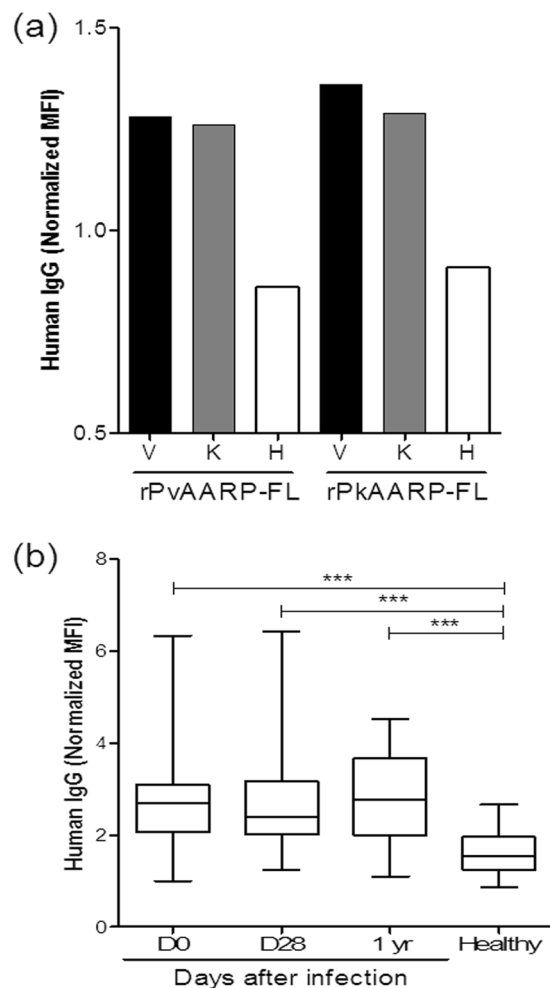 (a)
Human IgG (Normalized MFI)
1.5
1.0
0.5
V K H V K H
rPvAARP-FL rPkAARP-FL
(b)
Human IgG (Normalized MFI)
8
6
4
2
0
***
***
***
D0 D28 1 yr Healthy
Days after infection